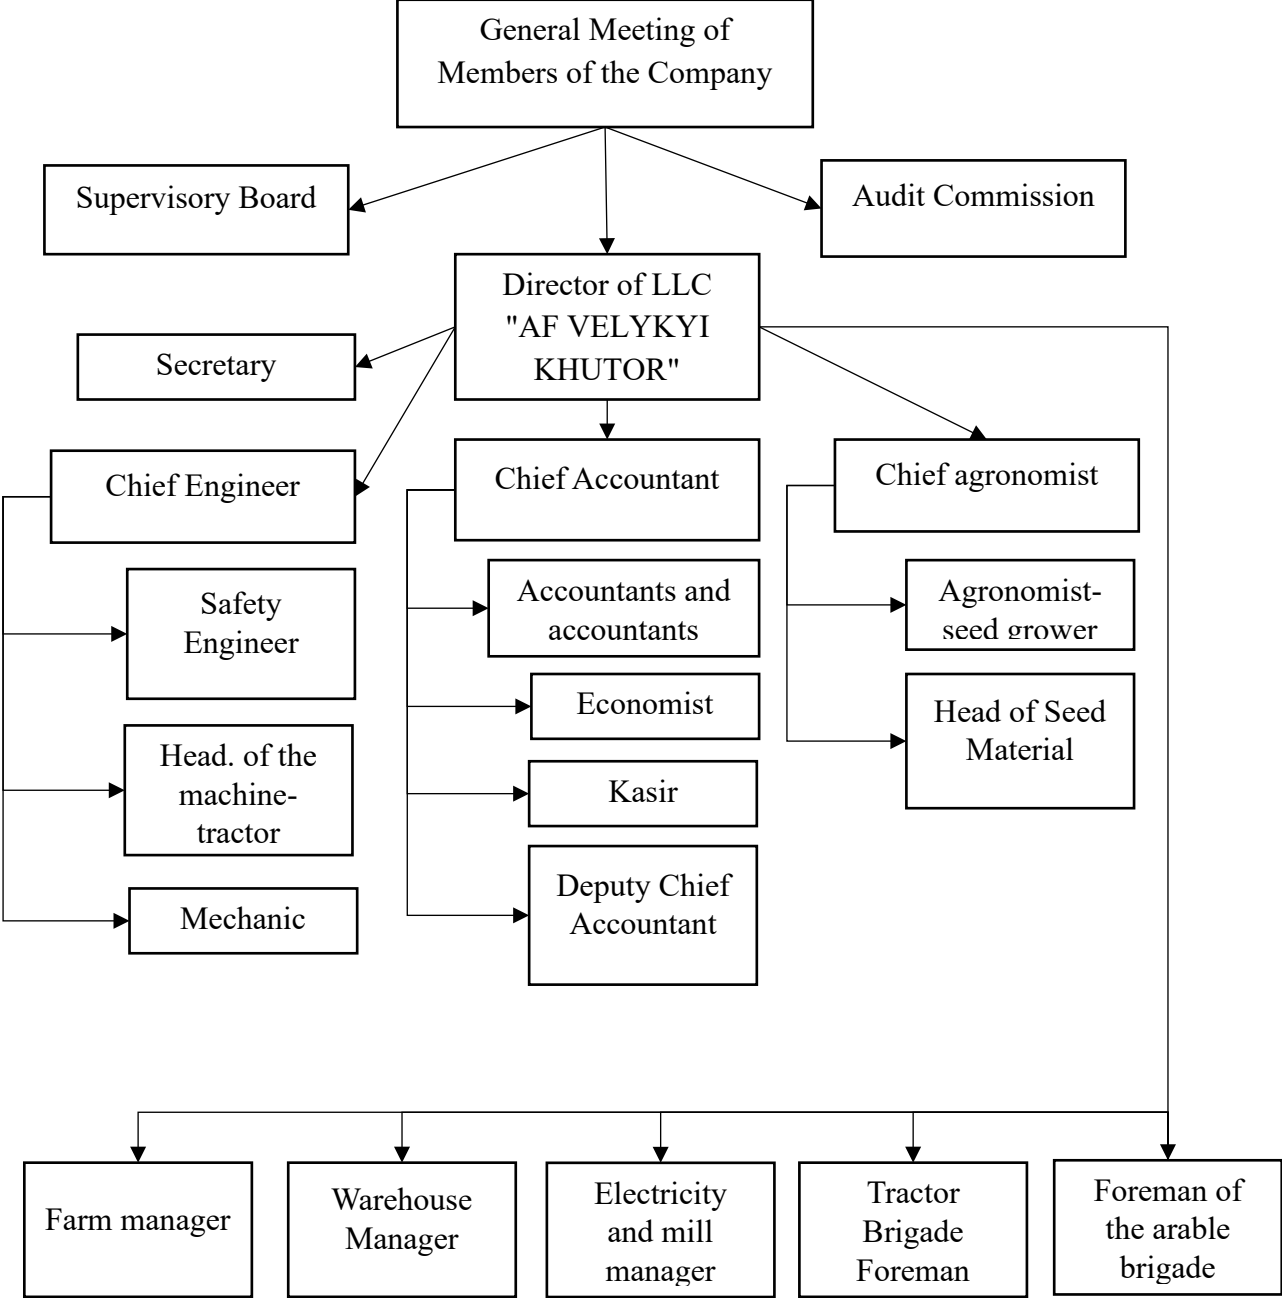 General Meeting of
Members of the Company
Supervisory Board
Audit Commission
Director of LLC
"AF VELYKYI
KHUTOR"
Secretary
Chief Engineer
Chief Accountant
Chief agronomist
Safety
Engineer
Head. of the
machine-
tractor
Mechanic
Accountants and
accountants
Economist
Kasir
Deputy Chief
Accountant
Agronomist-
seed grower
Head of Seed
Material
Farm manager
Warehouse
Manager
Electricity
and mill
manager
Tractor
Brigade
Foreman
Foreman of
the arable
brigade